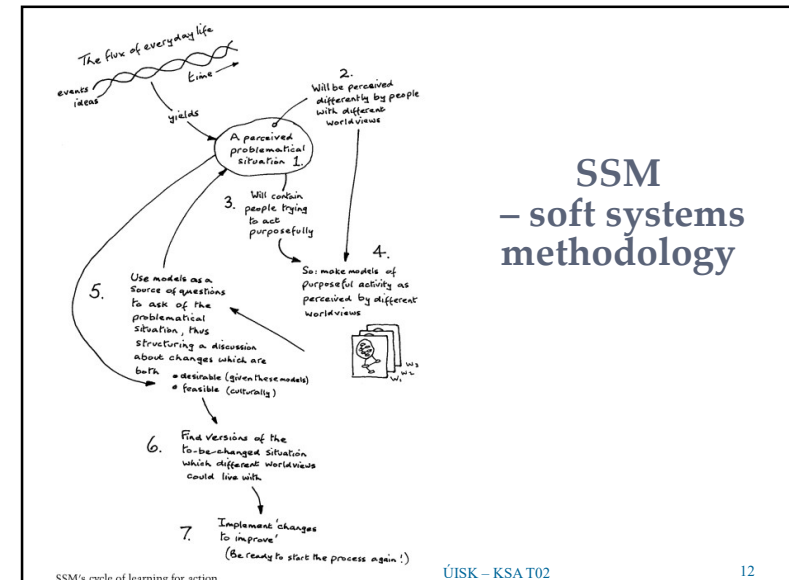 The flux of everyday life
events
ideas
time
yields
A perceived
problematical
situation 1.
2.
Will be perceived
differently by people
with different
worldviews
3. Will contain
people trying
to act
purposefully
4.
So: make models of
purposeful activity as
perceived by different
worldviews
W3
W2
W1
5. Use models as a
source of questions
to ask of the
problematical
situation, thus
structuring a discussion
about changes which are
both • desirable (given these models)
• feasible (culturally)
6. Find versions of the
to-be-changed situation
which different worldviews
could live with
7. Implement 'changes
to improve'
(Be ready to start the process again!)
SSM
– soft systems
methodology
SSM's cycle of learning for action
ÚISK – KSA T02
12